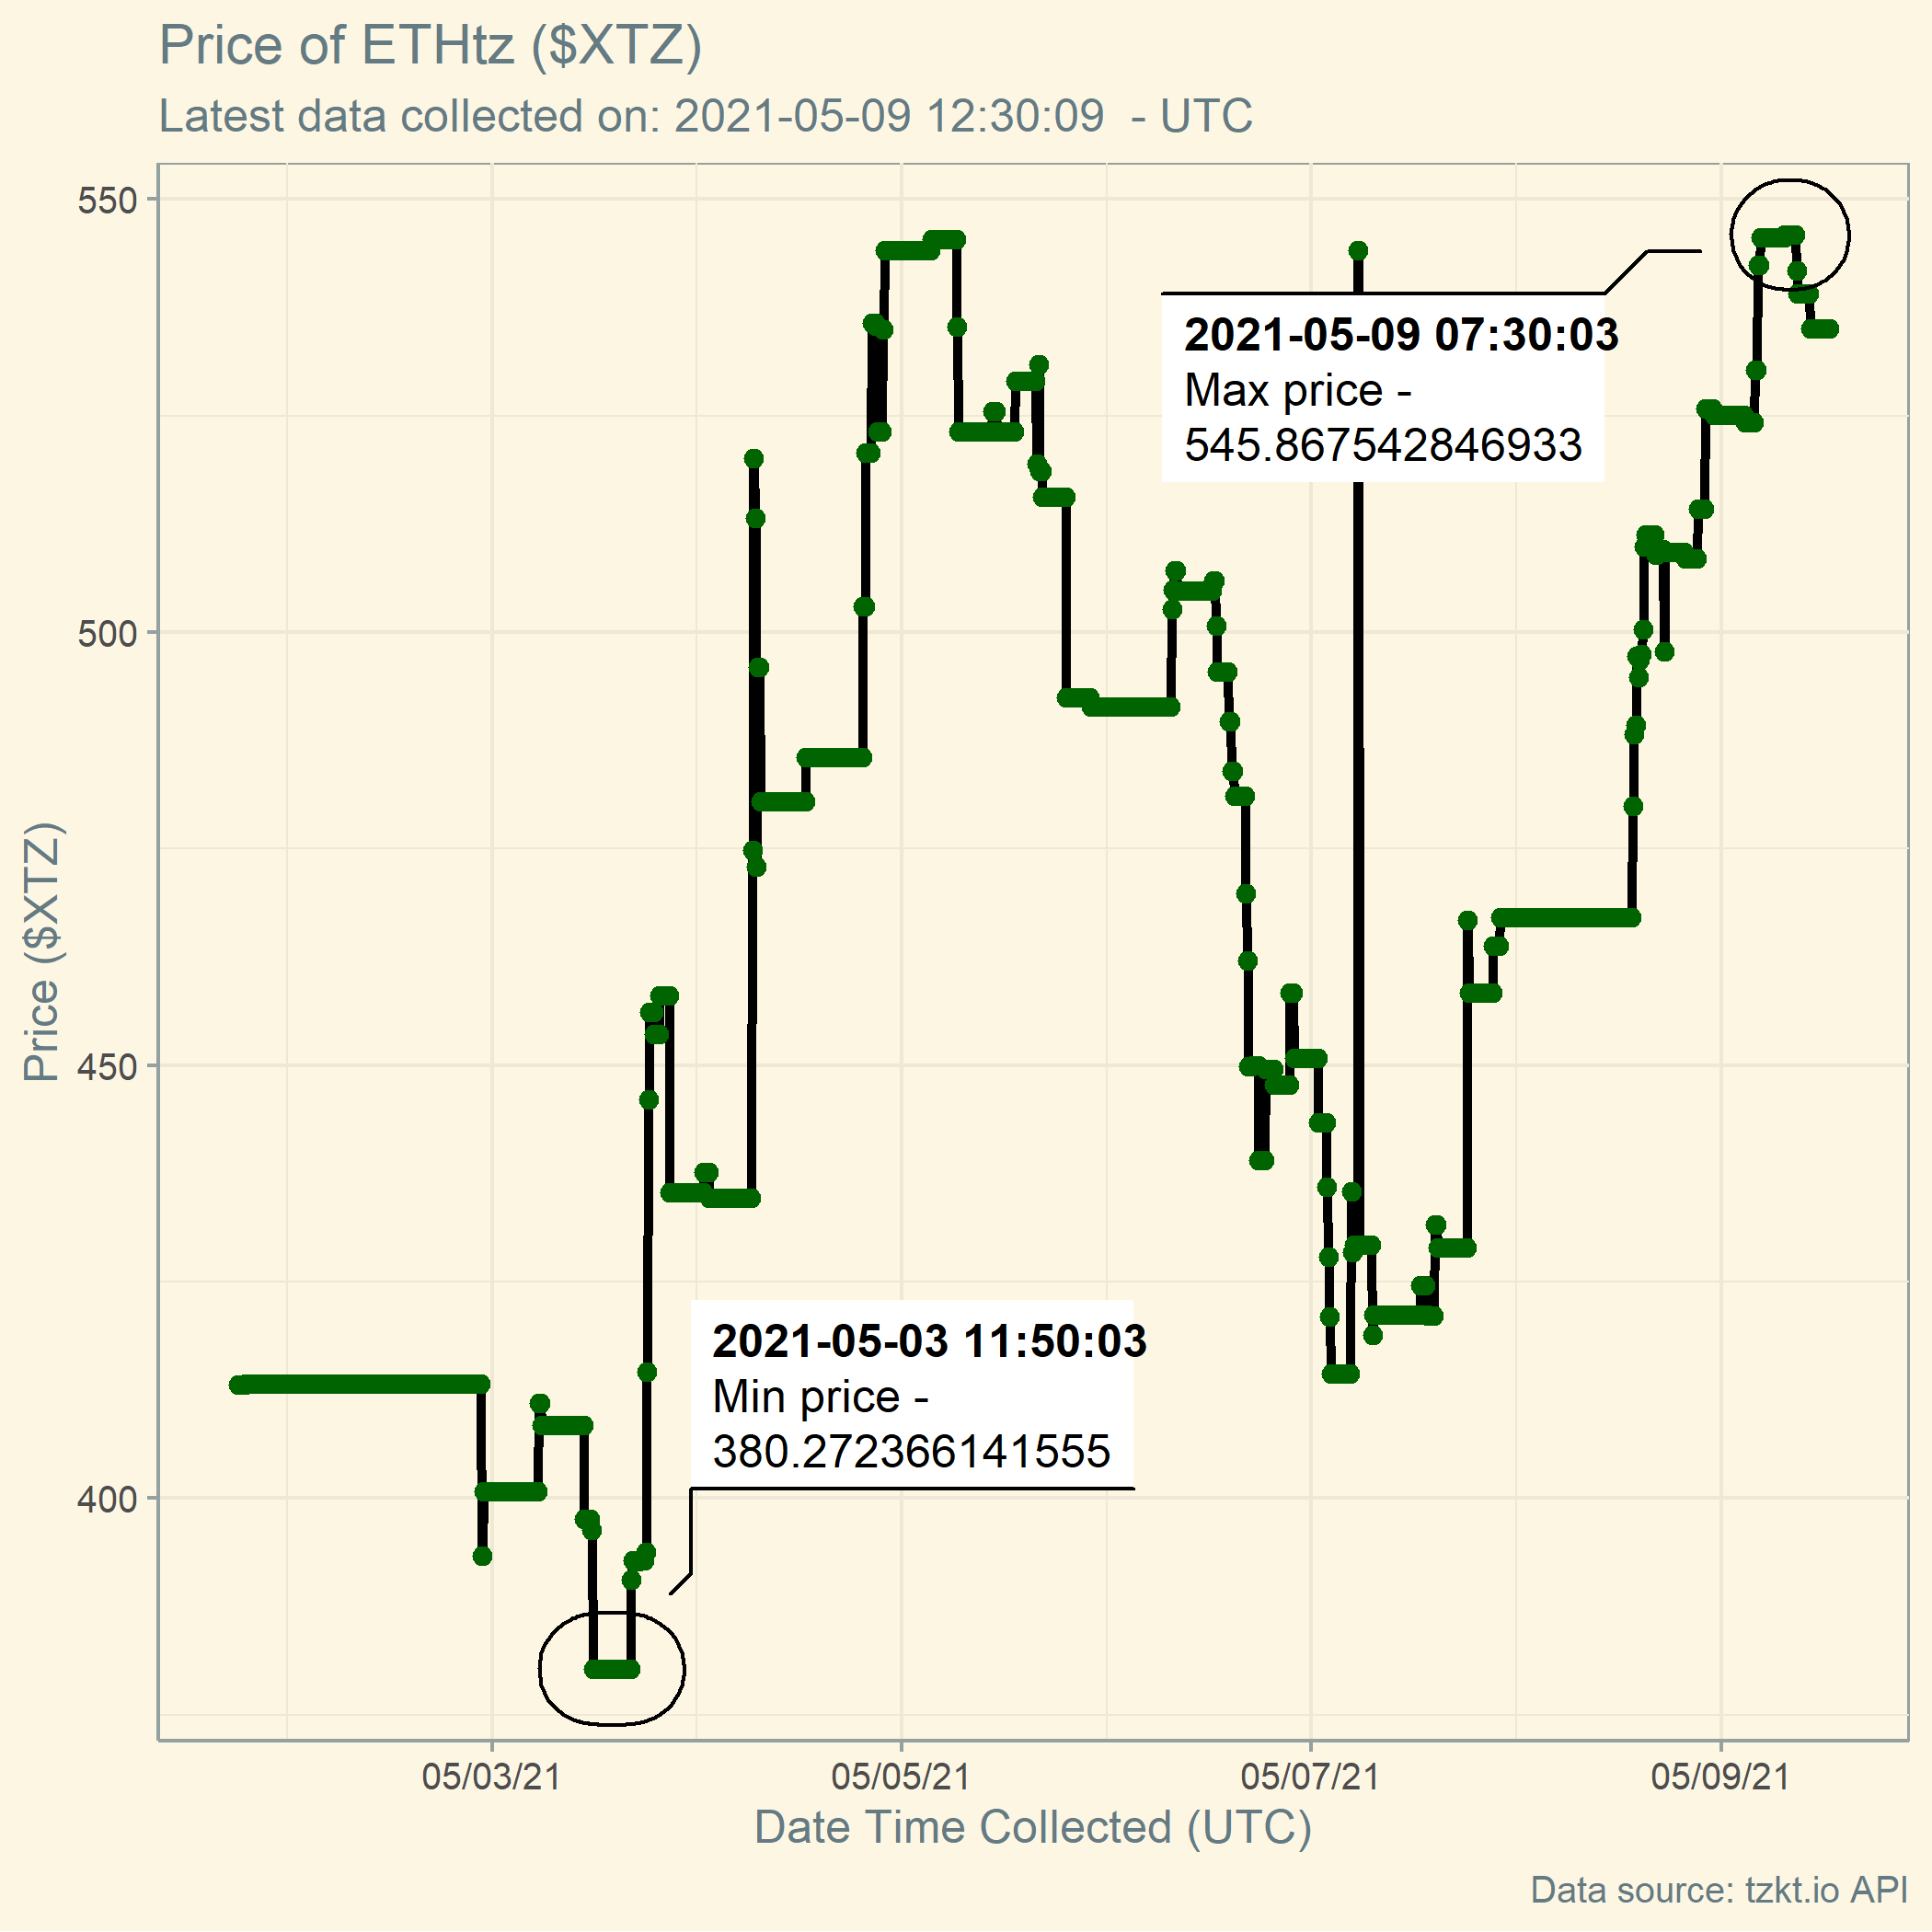 Price of ETHtz ($XTZ)
Latest data collected on: 2021-05-09 12:30:09 - UTC
550
500
450
400
Price ($XTZ)
2021-05-09 07:30:03
Max price -
545.867542846933
2021-05-03 11:50:03
Min price -
380.272366141555
05/03/21
05/05/21
05/07/21
05/09/21
Date Time Collected (UTC)
Data source: tzkt.io API